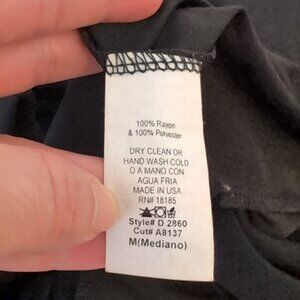 100% Rayon
& 100% Polyester
DRY CLEAN OR
HAND WASH COLD
O A MANO CON
AGUA FRIA
MADE IN USA
RN# 18185
Style# D 2860
Cut# A8137
M(Mediano)